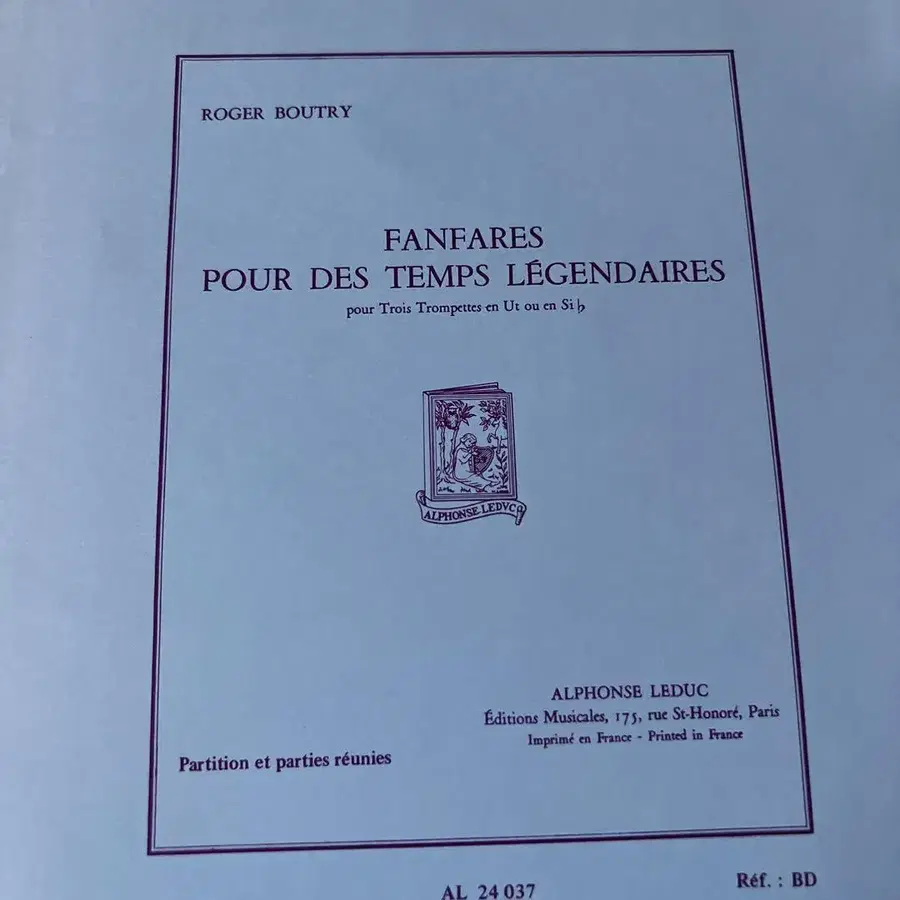 ROGER BOUTRY
FANFARES
POUR DES TEMPS LÉGENDAIRES
pour Trois Trompettes en Ut ou en Si ♭
ALPHONSE LEDVC
ALPHONSE LEDUC
Éditions Musicales, 175, rue St-Honoré, Paris
Imprimé en France - Printed in France
Partition et parties réunies
AL 24 037
Réf. : BD